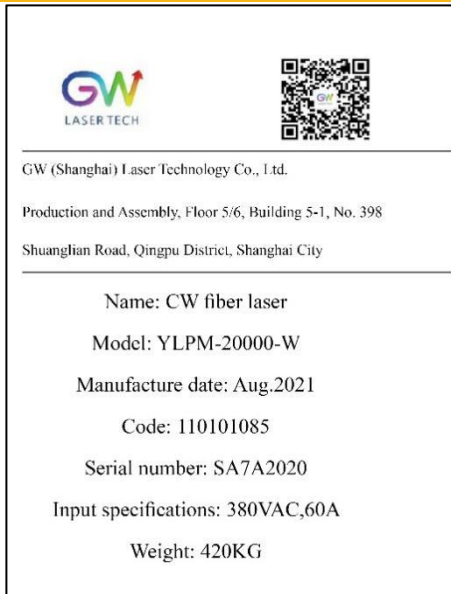 GW
LASER TECH
GW
GW (Shanghai) Laser Technology Co., Ltd.
Production and Assembly, Floor 5/6, Building 5-1, No. 398
Shuanglian Road, Qingpu District, Shanghai City
Name: CW fiber laser
Model: YLPM-20000-W
Manufacture date: Aug.2021
Code: 110101085
Serial number: SA7A2020
Input specifications: 380VAC,60A
Weight: 420KG